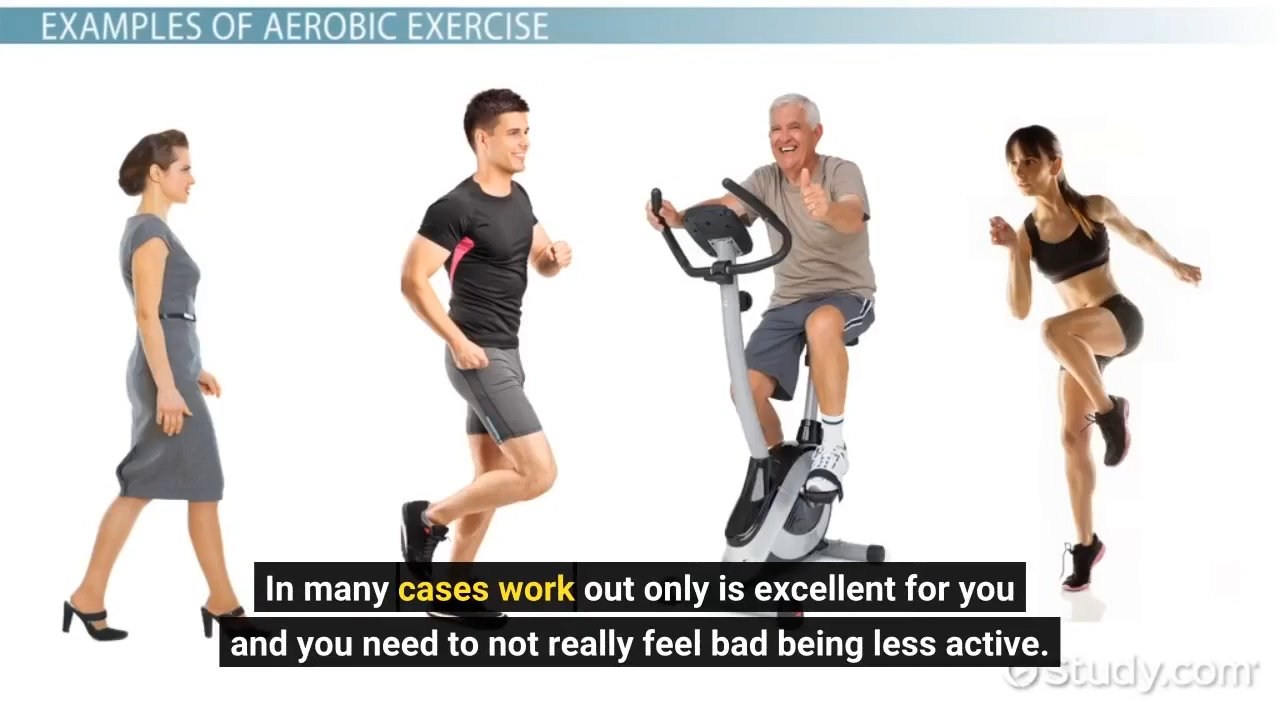 EXAMPLES OF AEROBIC EXERCISE
In many cases work out only is excellent for you
and you need to not really feel bad being less active.
Study.com